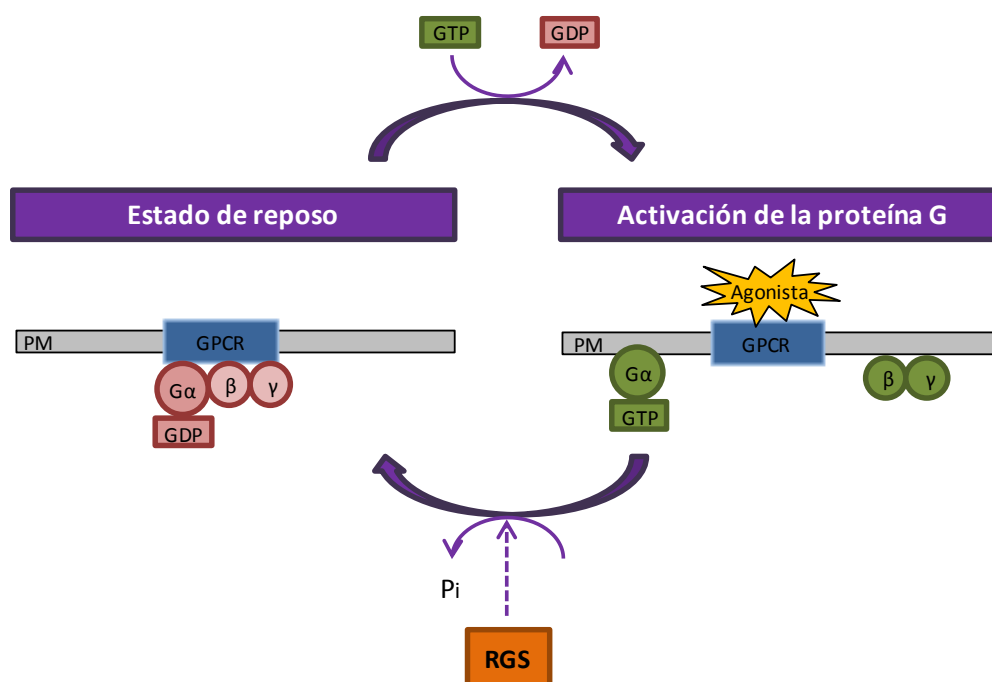 GTP
GDP
Estado de reposo
Activación de la proteína G
Agonista
PM
GPCR
PM
GPCR
Gα
β
γ
GDP
Gα
GTP
β
γ
Pi
RGS